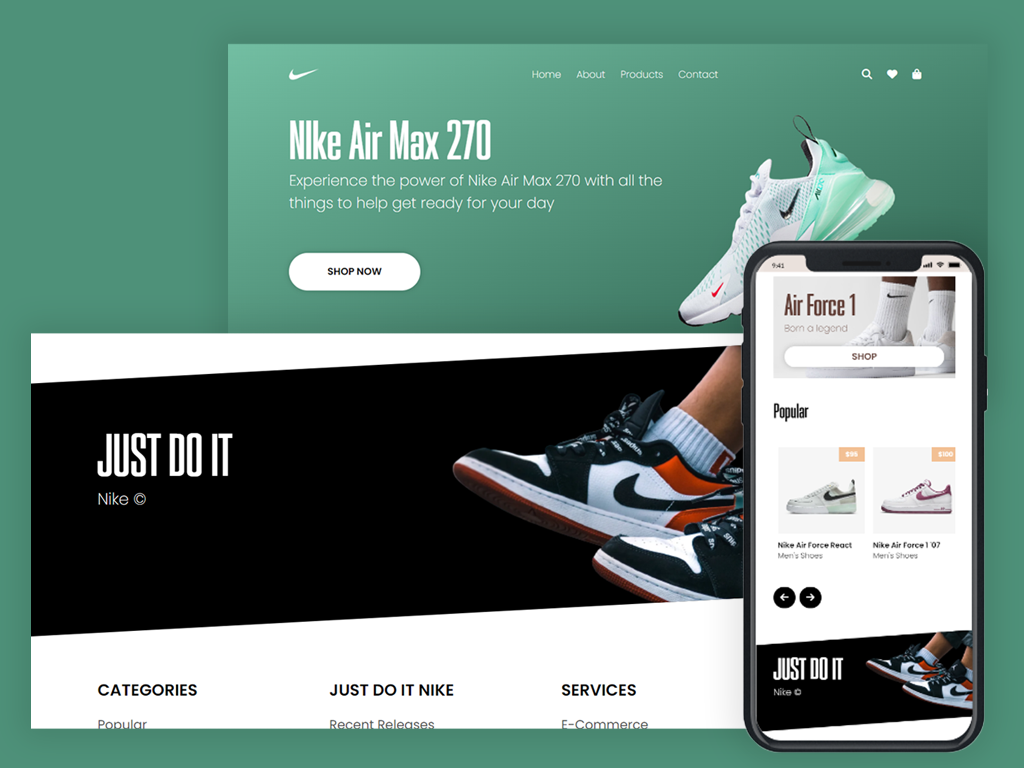 Home About Products Contact
NIke Air Max 270
Experience the power of Nike Air Max 270 with all the
things to help get ready for your day
SHOP NOW
JUST DO IT
Nike ©
CATEGORIES JUST DO IT NIKE SERVICES
Popular Recent Releases E-Commerce
9:41
Air Force 1
Born a legend
SHOP
Popular
$100
Nike Air Force React Nike Air Force 1 '07
Men's Shoes Men's Shoes
JUST DO IT
Nike ©